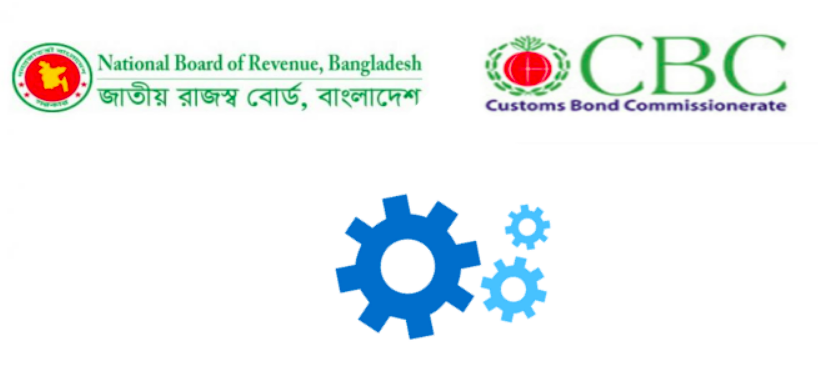 National Board of Revenue, Bangladesh
জাতীয় রাজস্ব বোর্ড, বাংলাদেশ
CBC
Customs Bond Commissionerate